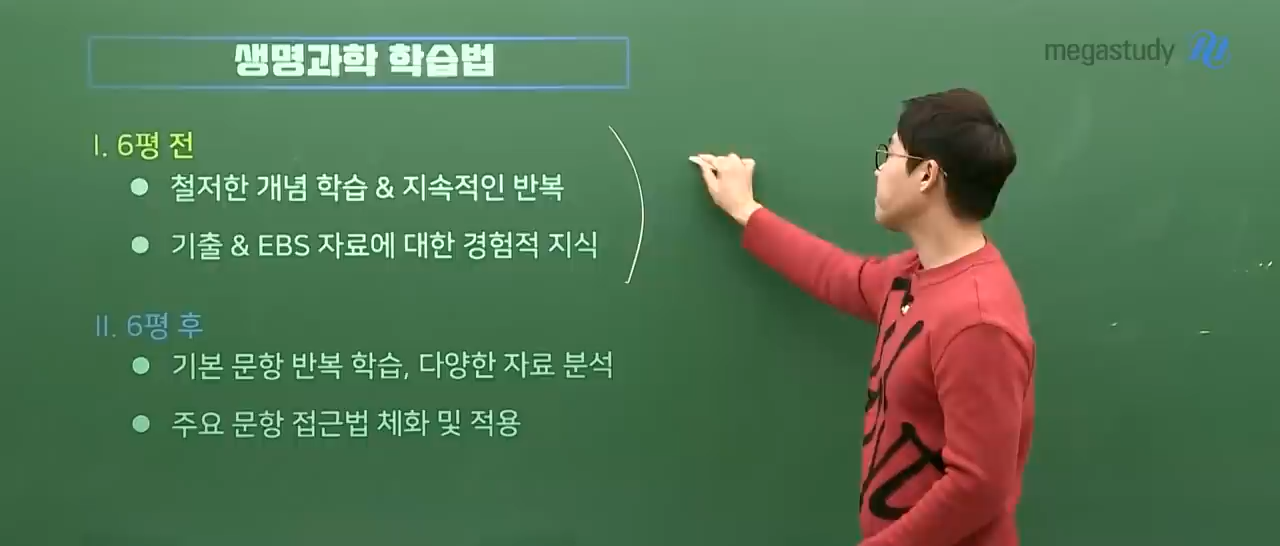 생명과학 학습법
megastudy
I. 6평 전
● 철저한 개념 학습 & 지속적인 반복
● 기출 & EBS 자료에 대한 경험적 지식
II. 6평 후
● 기본 문항 반복 학습, 다양한 자료 분석
● 주요 문항 접근법 체화 및 적용